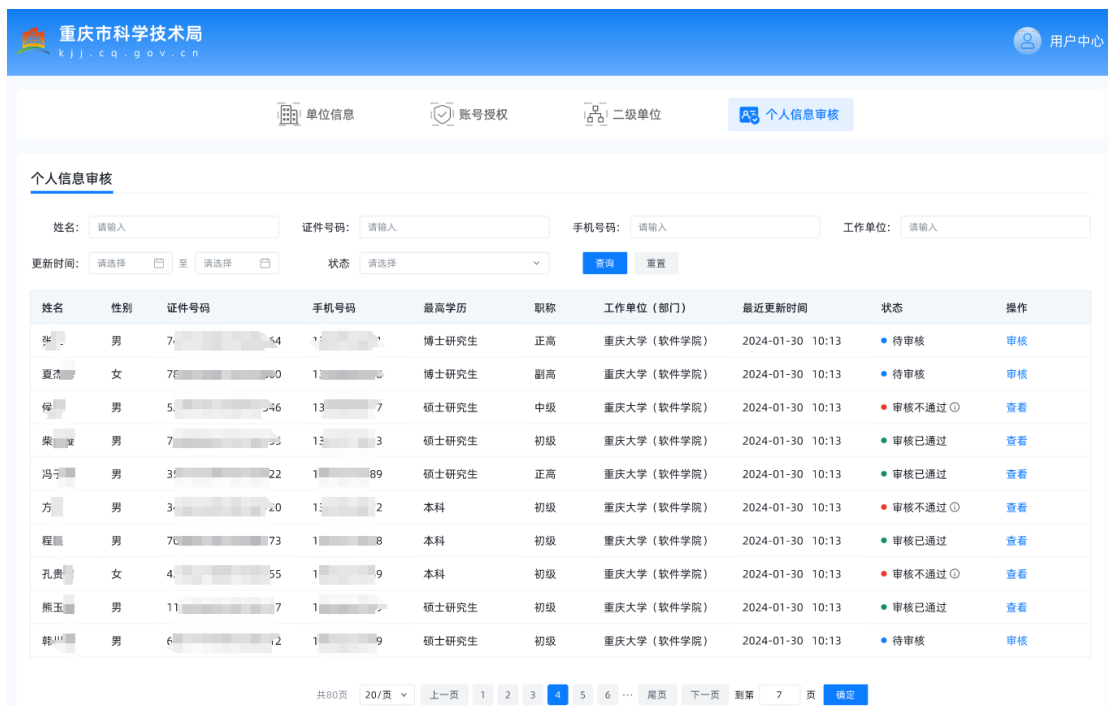 重庆市科学技术局
kjj.cq.gov.cn
用户中心
单位信息 账号授权 二级单位 个人信息审核
个人信息审核
姓名: 请输入 证件号码: 请输入 手机号码: 请输入 工作单位: 请输入
更新时间: 请选择 至 请选择 状态 请选择 查询 重置
姓名 性别 证件号码 手机号码 最高学历 职称 工作单位（部门） 最近更新时间 状态 操作
男 博士研究生 正高 重庆大学（软件学院） 2024-01-30 10:13 待审核 审核
女 博士研究生 副高 重庆大学（软件学院） 2024-01-30 10:13 待审核 审核
男 硕士研究生 中级 重庆大学（软件学院） 2024-01-30 10:13 审核不通过 查看
男 硕士研究生 初级 重庆大学（软件学院） 2024-01-30 10:13 审核已通过 查看
男 硕士研究生 正高 重庆大学（软件学院） 2024-01-30 10:13 审核已通过 查看
男 本科 初级 重庆大学（软件学院） 2024-01-30 10:13 审核不通过 查看
男 本科 初级 重庆大学（软件学院） 2024-01-30 10:13 审核已通过 查看
女 本科 初级 重庆大学（软件学院） 2024-01-30 10:13 审核不通过 查看
男 硕士研究生 初级 重庆大学（软件学院） 2024-01-30 10:13 审核已通过 查看
男 硕士研究生 初级 重庆大学（软件学院） 2024-01-30 10:13 待审核 审核
共80页 20/页 上一页 1 2 3 4 5 6 ··· 尾页 下一页 到第 7 页 确定